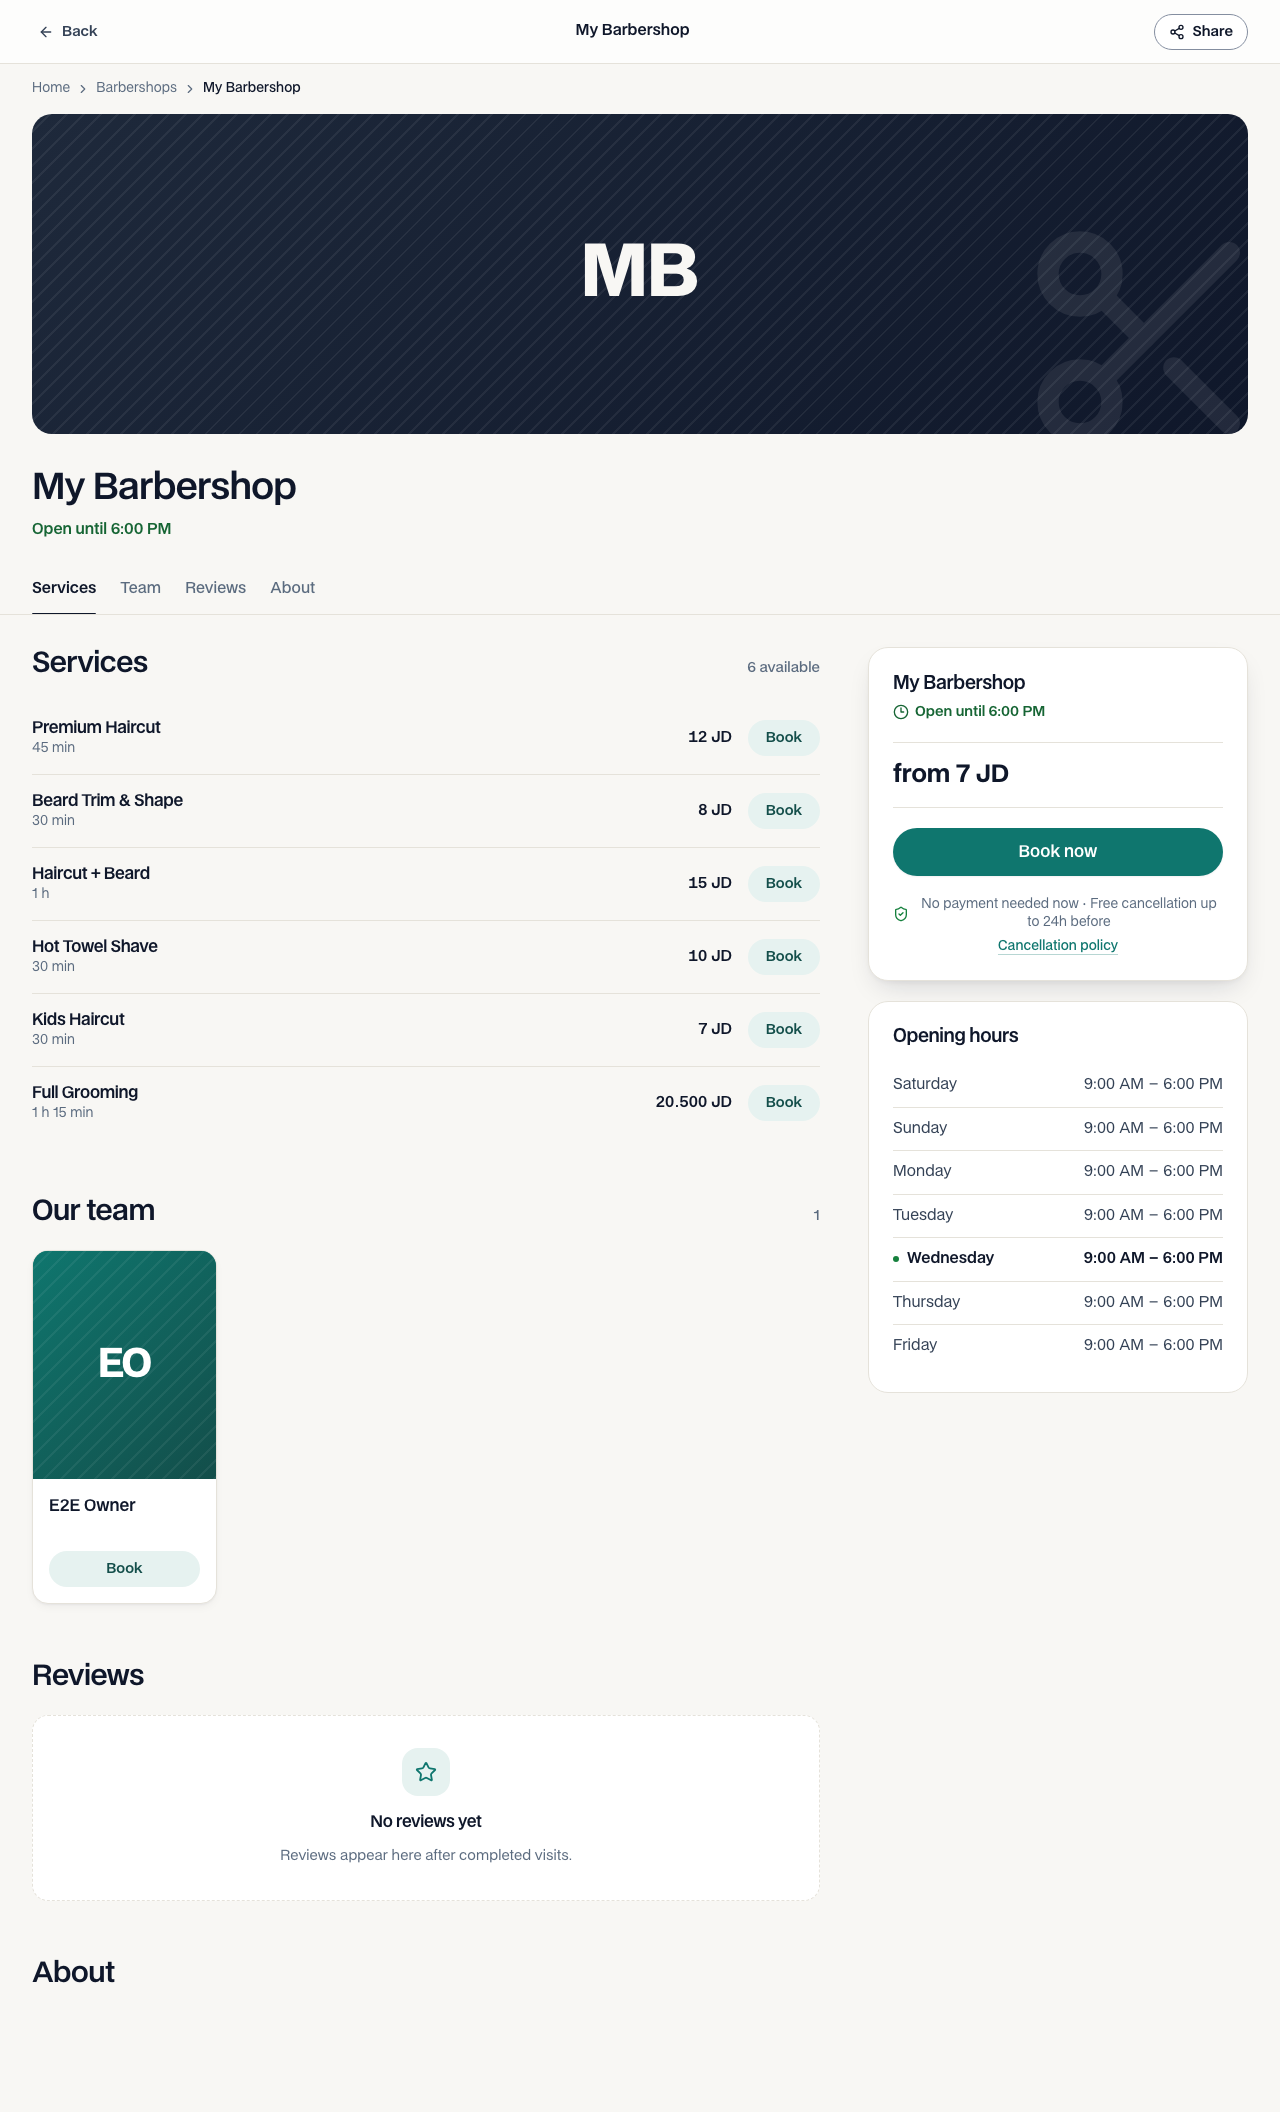 Back
My Barbershop
Share
Home > Barbershops > My Barbershop
MB
My Barbershop
Open until 6:00 PM
Services
Team
Reviews
About
Services
6 available
Premium Haircut
45 min
12 JD
Book
Beard Trim & Shape
30 min
8 JD
Book
Haircut + Beard
1 h
15 JD
Book
Hot Towel Shave
30 min
10 JD
Book
Kids Haircut
30 min
7 JD
Book
Full Grooming
1 h 15 min
20.500 JD
Book
My Barbershop
Open until 6:00 PM
from 7 JD
Book now
No payment needed now · Free cancellation up
to 24h before
Cancellation policy
Opening hours
Saturday 9:00 AM – 6:00 PM
Sunday 9:00 AM – 6:00 PM
Monday 9:00 AM – 6:00 PM
Tuesday 9:00 AM – 6:00 PM
Wednesday 9:00 AM – 6:00 PM
Thursday 9:00 AM – 6:00 PM
Friday 9:00 AM – 6:00 PM
Our team
1
EO
E2E Owner
Book
Reviews
No reviews yet
Reviews appear here after completed visits.
About